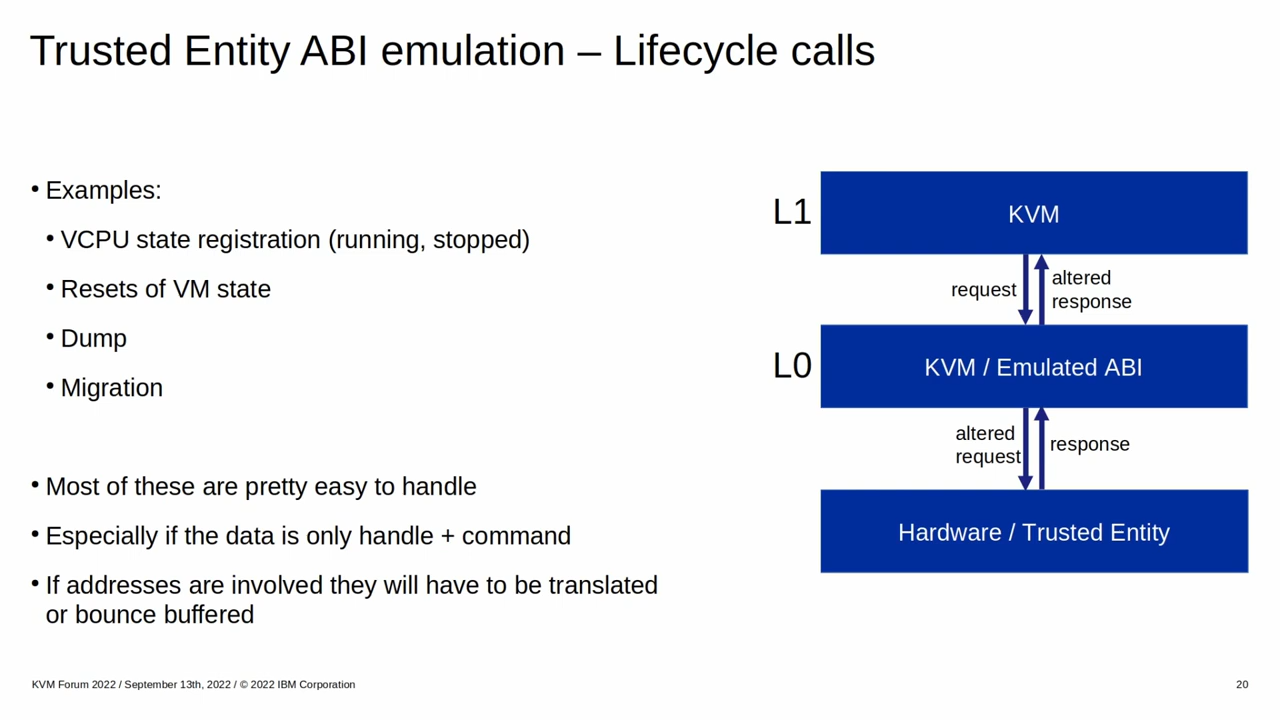 Trusted Entity ABI emulation – Lifecycle calls
• Examples:
• VCPU state registration (running, stopped)
• Resets of VM state
• Dump
• Migration
• Most of these are pretty easy to handle
• Especially if the data is only handle + command
• If addresses are involved they will have to be translated
or bounce buffered
L1
KVM
request
altered
response
L0
KVM / Emulated ABI
altered
request
response
Hardware / Trusted Entity
KVM Forum 2022 / September 13th, 2022 / © 2022 IBM Corporation
20